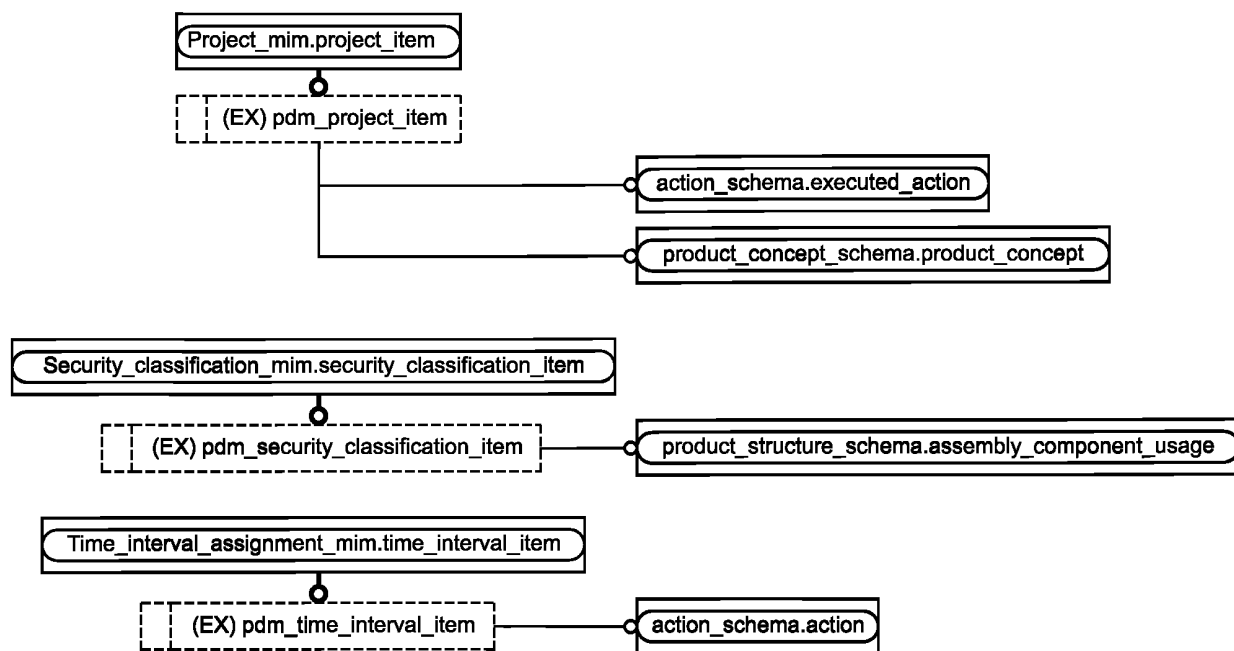 Project_mim.project_item
(EX) pdm_project_item
action_schema.executed_action
product_concept_schema.product_concept
Security_classification_mim.security_classification_item
(EX) pdm_security_classification_item
product_structure_schema.assembly_component_usage
Time_interval_assignment_mim.time_interval_item
(EX) pdm_time_interval_item
action_schema.action